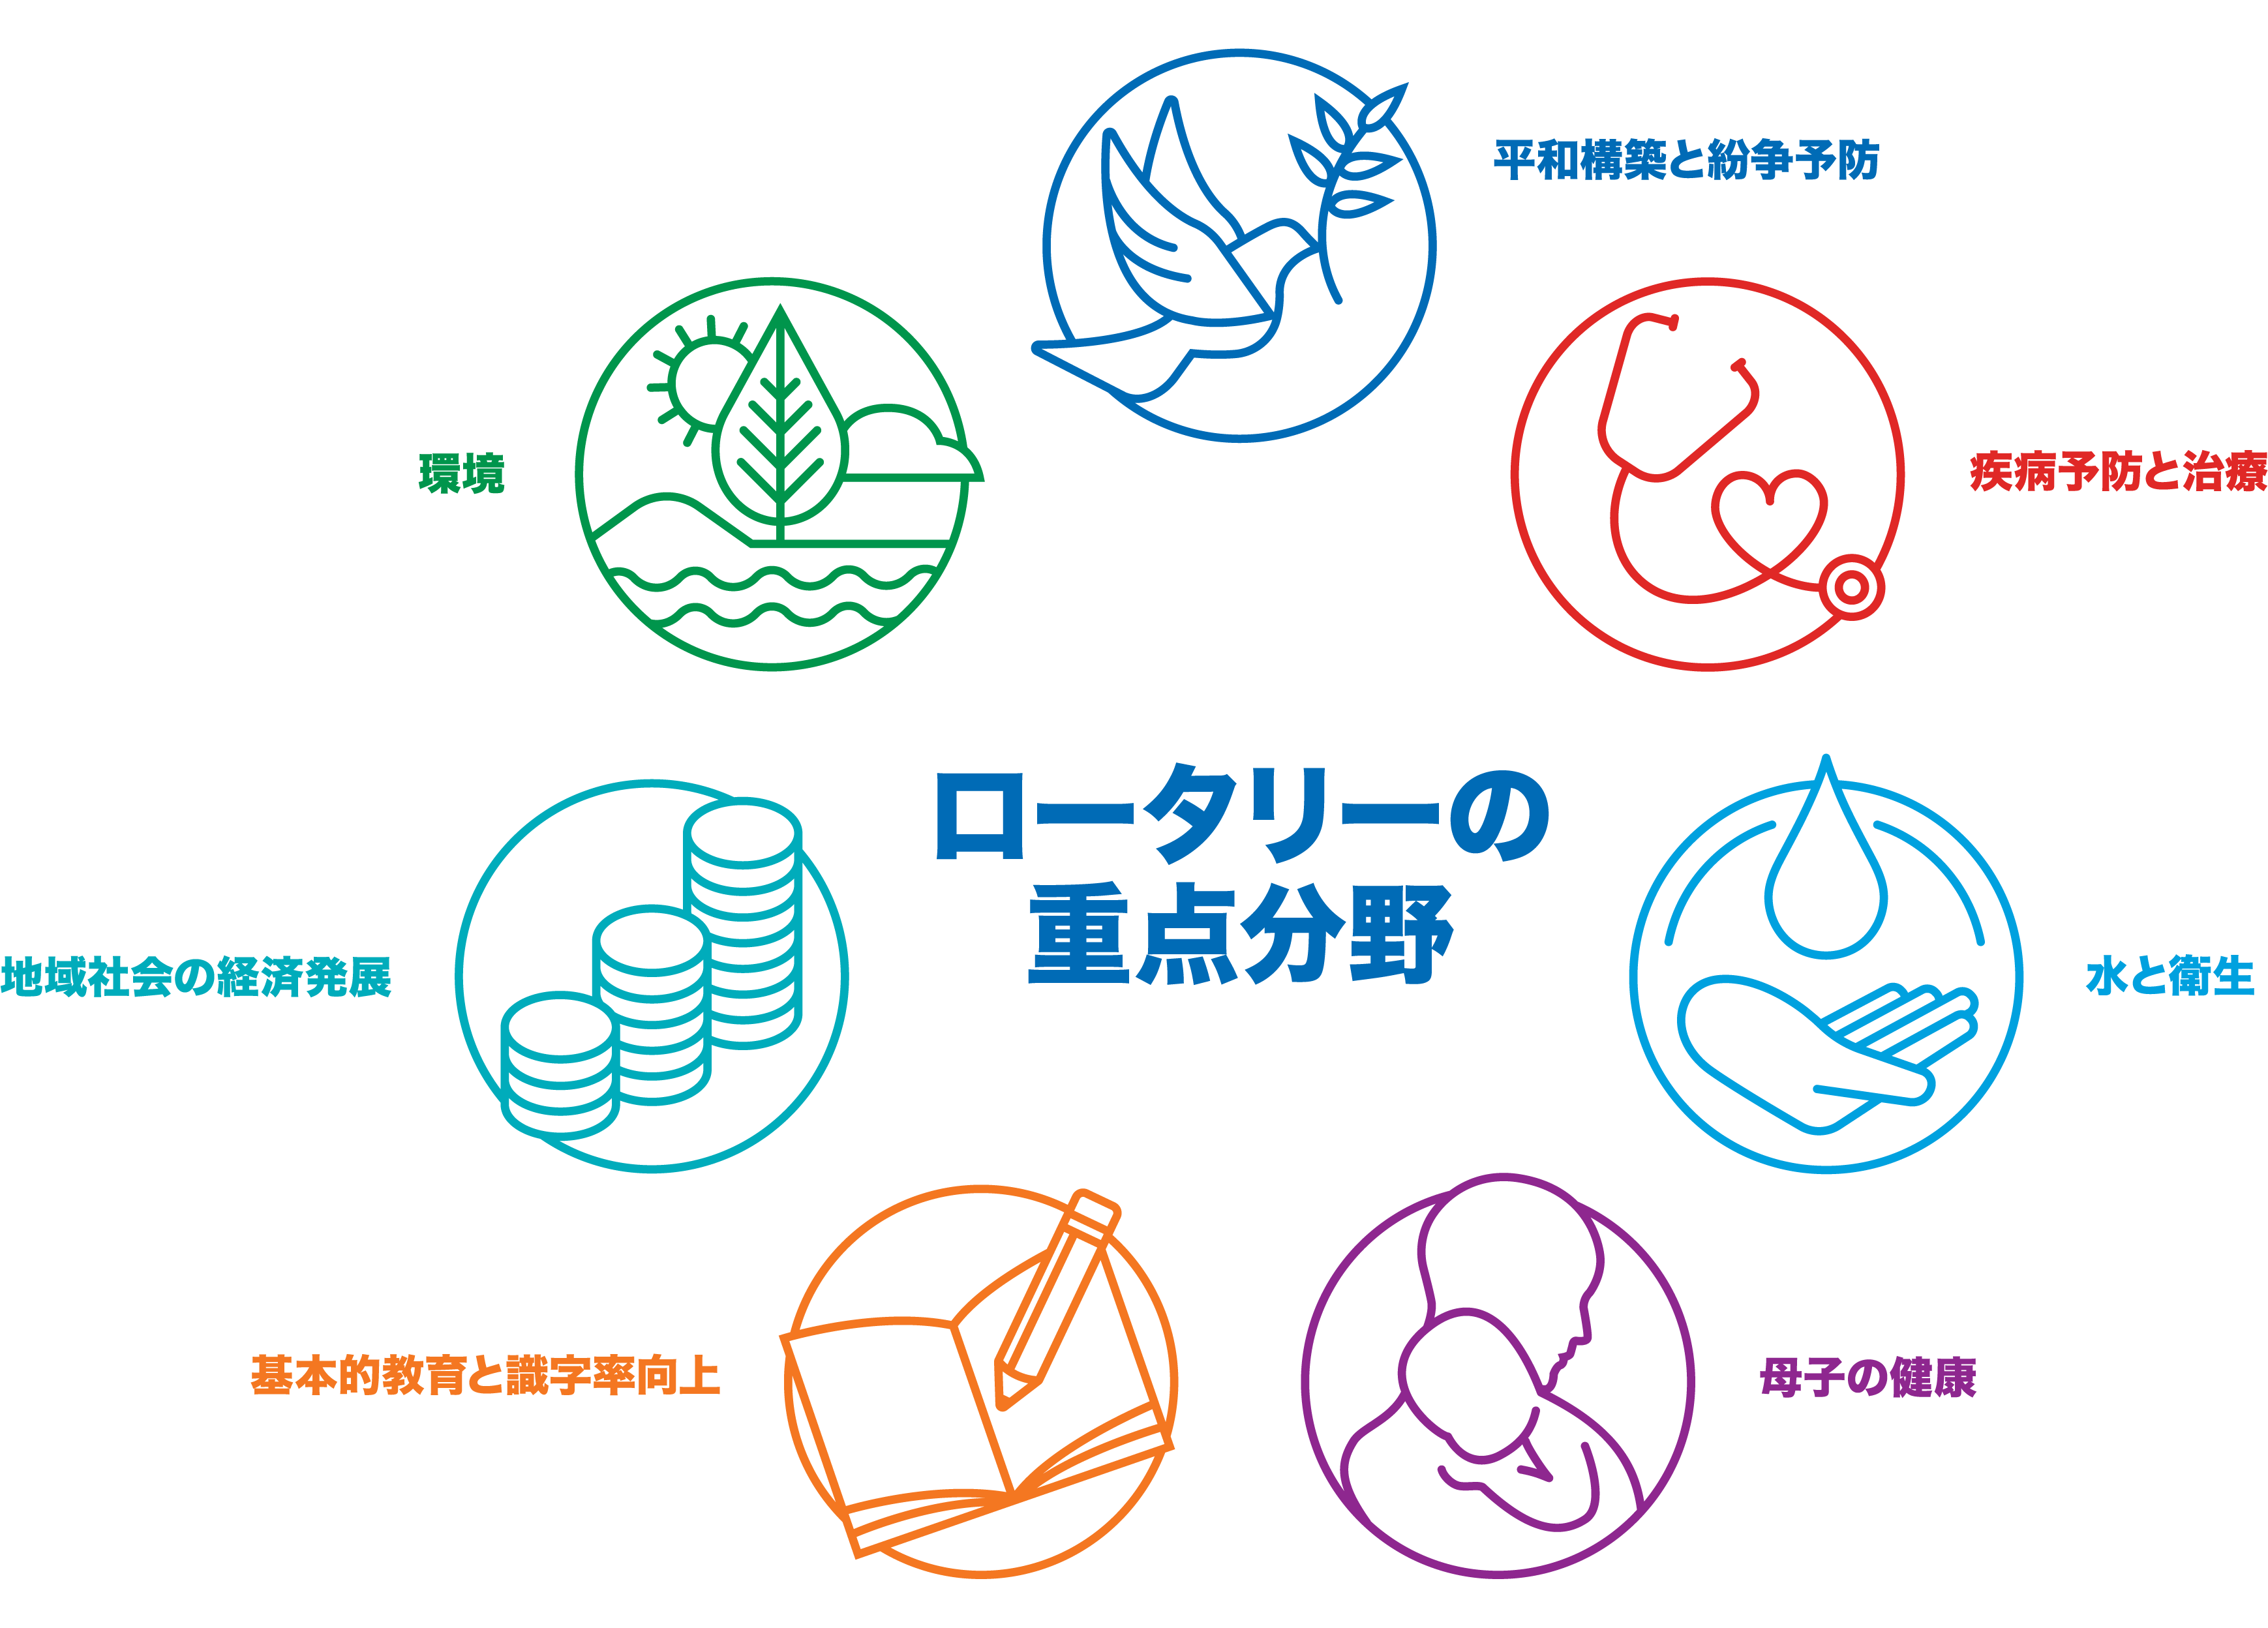 平和構築と紛争予防
環境
疾病予防と治療
ロータリーの
重点分野
地域社会の経済発展
水と衛生
基本的教育と識字率向上
母子の健康